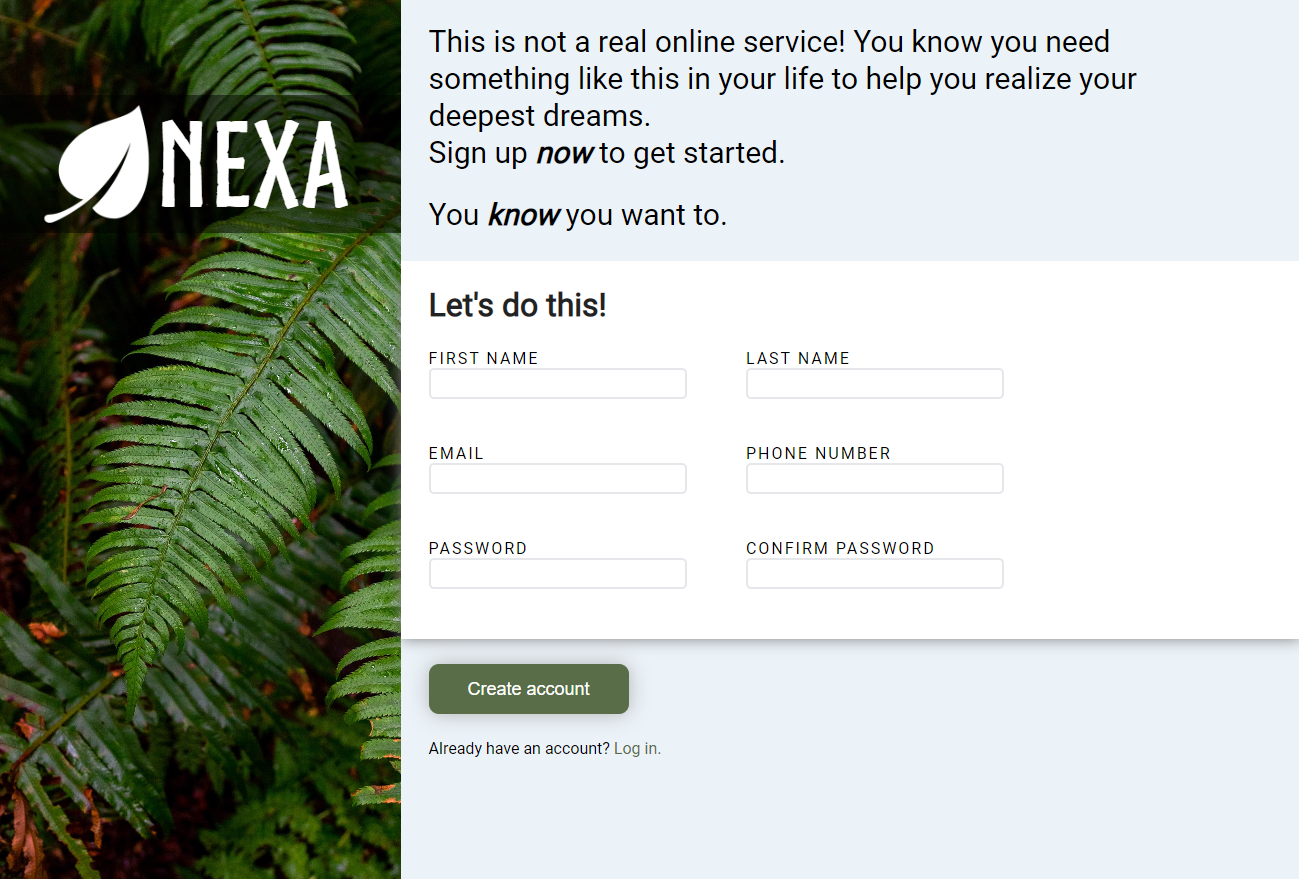 NEXA
This is not a real online service! You know you need
something like this in your life to help you realize your
deepest dreams.
Sign up now to get started.
You know you want to.
Let's do this!
FIRST NAME
LAST NAME
EMAIL
PHONE NUMBER
PASSWORD
CONFIRM PASSWORD
Create account
Already have an account? Log in.